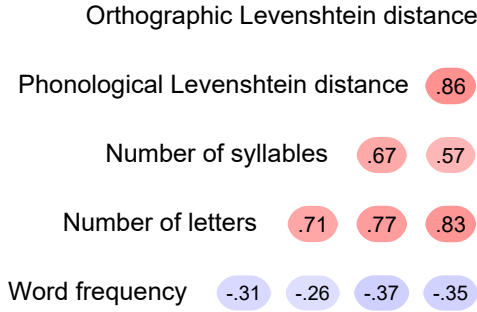 Orthographic Levenshtein distance
Phonological Levenshtein distance .86
Number of syllables .67 .57
Number of letters .71 .77 .83
Word frequency -.31 -.26 -.37 -.35